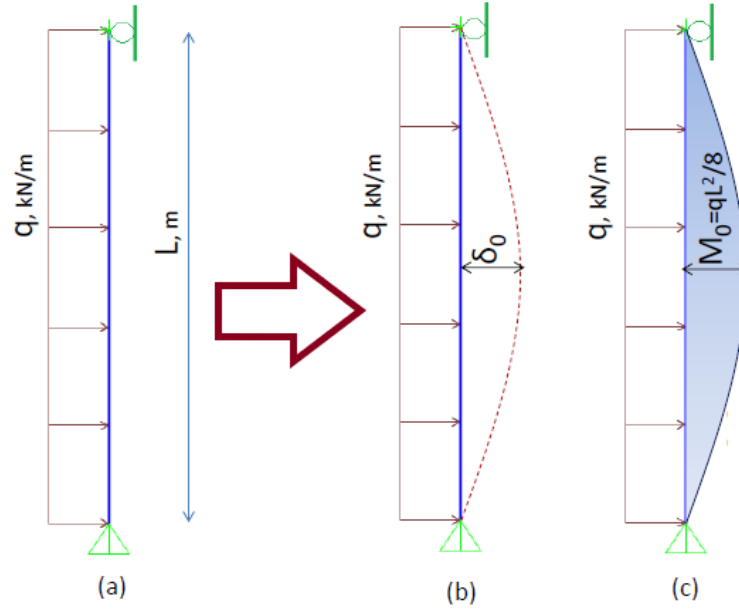 q, kN/m
L, m
q, kN/m
δ₀
q, kN/m
M₀=qL²/8
(a)
(b)
(c)